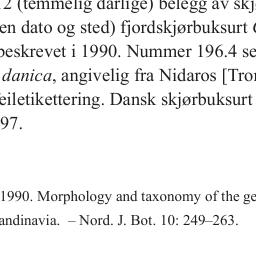 2 (temmelig dårlige) belegg av skj
en dato og sted) fjordskjørbuksurt
beskrevet i 1990. Nummer 196.4 se
danica, angivelig fra Nidaros [Tro
eiletikettering. Dansk skjørbuksurt
97.
1990. Morphology and taxonomy of the ge
andinavia. – Nord. J. Bot. 10: 249–263.